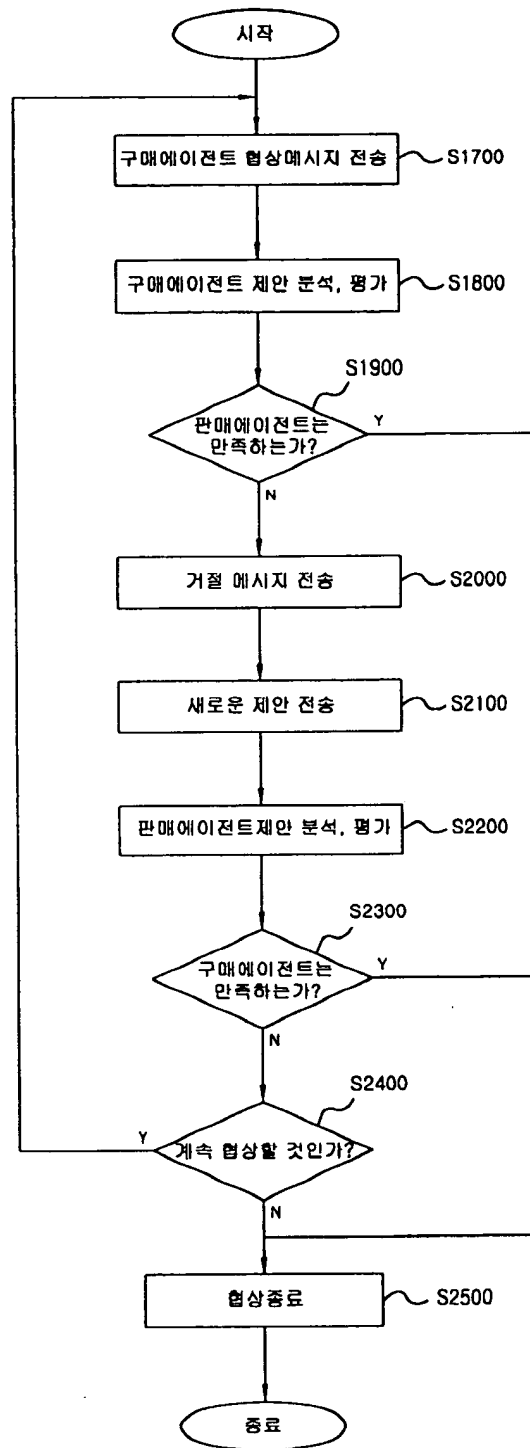 시작
구매에이전트 협상메시지 전송
S1700
구매에이전트 제안 분석, 평가
S1800
S1900
판매에이전트는
만족하는가?
Y
N
거절 메시지 전송
S2000
새로운 제안 전송
S2100
판매에이전트제안 분석, 평가
S2200
S2300
구매에이전트는
만족하는가?
Y
N
S2400
계속 협상할 것인가?
Y
N
협상종료
S2500
종료